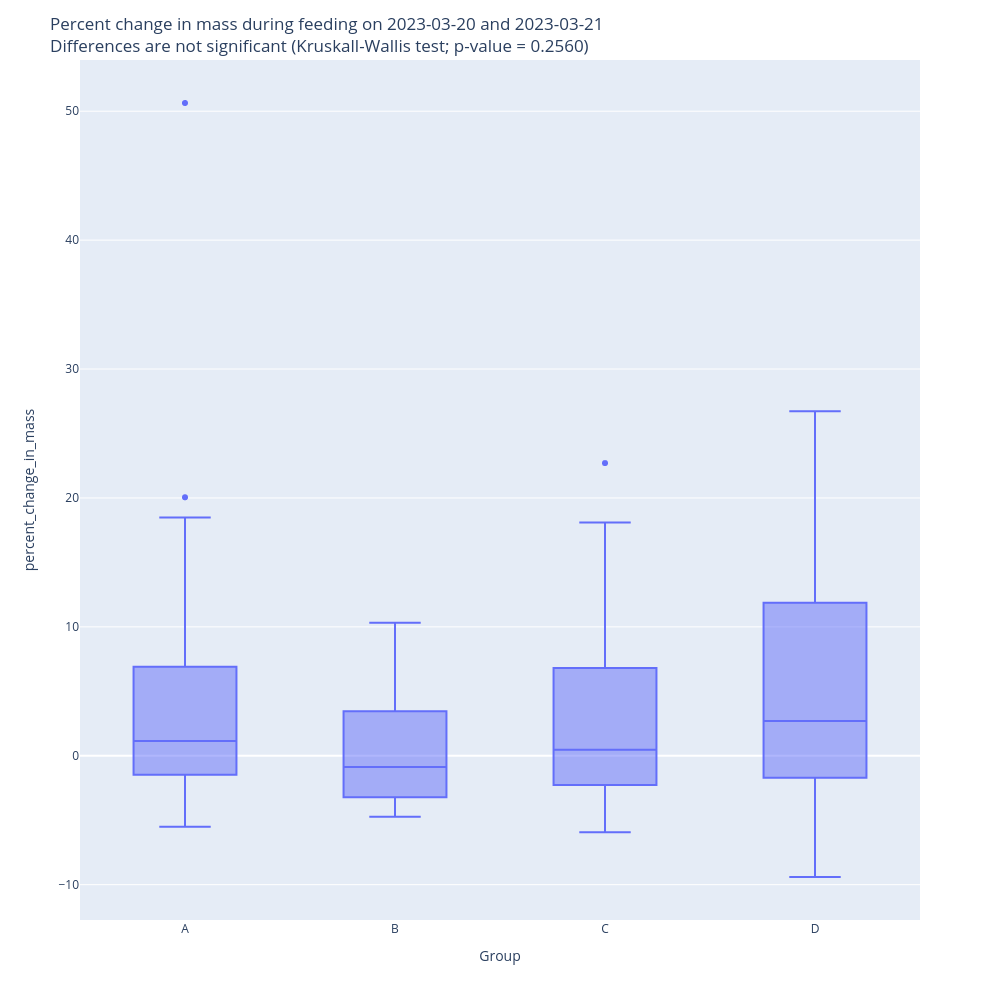 Percent change in mass during feeding on 2023-03-20 and 2023-03-21
Differences are not significant (Kruskall-Wallis test; p-value = 0.2560)
50
40
30
20
10
0
−10
percent_change_in_mass
A
B
C
D
Group